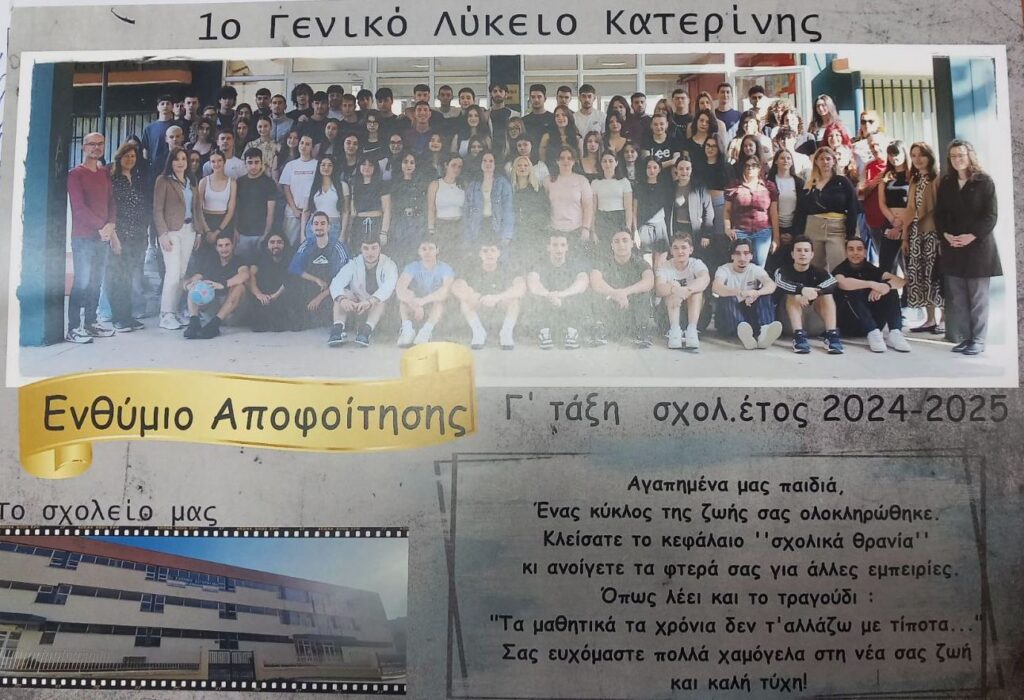 1ο Γενικό Λύκειο Κατερίνης
Ενθύμιο Αποφοίτησης
Γ' τάξη σχολ.έτος 2024-2025
Το σχολείο μας
Αγαπημένα μας παιδιά,
Ένας κύκλος της ζωής σας ολοκληρώθηκε.
Κλείσατε το κεφάλαιο ''σχολικά θρανία''
κι ανοίγετε τα φτερά σας για άλλες εμπειρίες.
Όπως λέει και το τραγούδι :
"Τα μαθητικά τα χρόνια δεν τ'αλλάζω με τίποτα..."
Σας ευχόμαστε πολλά χαμόγελα στη νέα σας ζωή
και καλή τύχη!